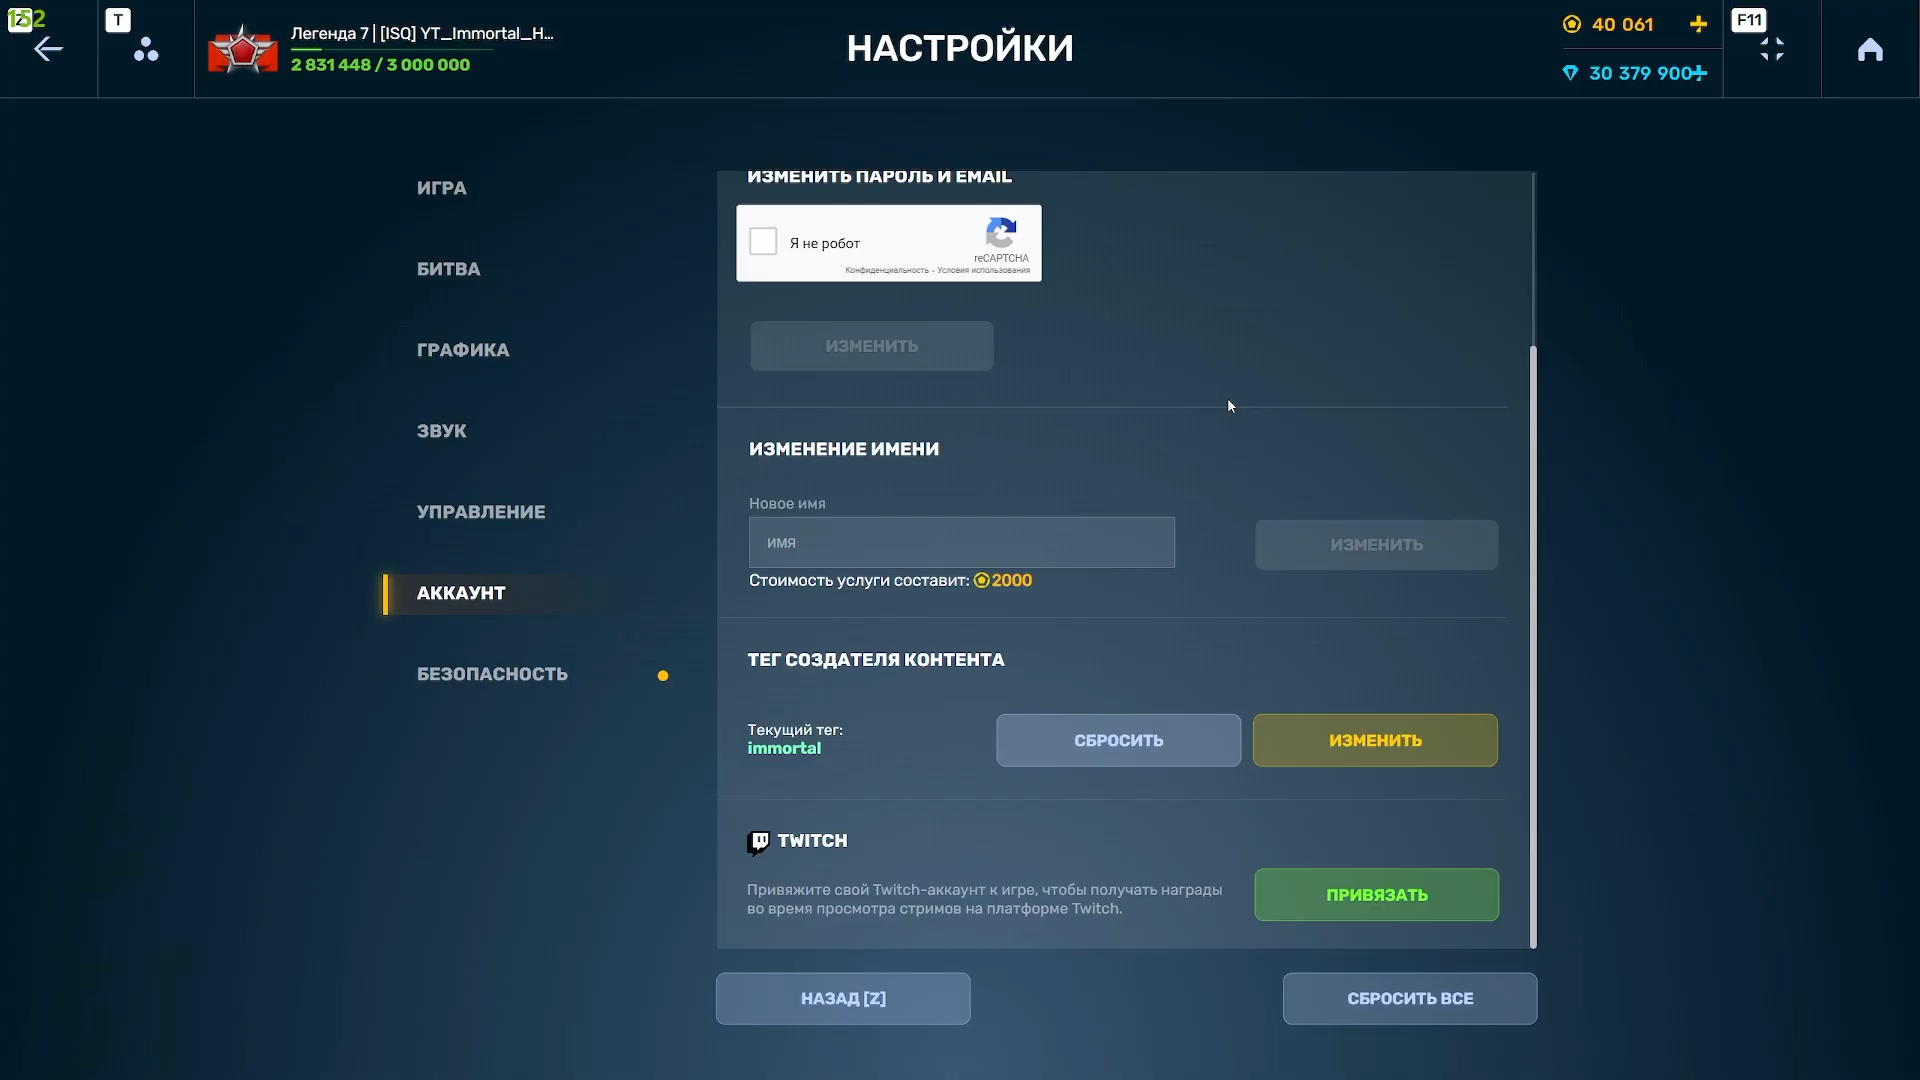 152
T
Легенда 7 | [ISQ] YT_Immortal_H...
2 831 448 / 3 000 000
НАСТРОЙКИ
40 061
30 379 900
F11
ИГРА
БИТВА
ГРАФИКА
ЗВУК
УПРАВЛЕНИЕ
АККАУНТ
БЕЗОПАСНОСТЬ
ИЗМЕНИТЬ ПАРОЛЬ И EMAIL
Я не робот
reCAPTCHA
Конфиденциальность - Условия использования
ИЗМЕНИТЬ
ИЗМЕНЕНИЕ ИМЕНИ
Новое имя
ИМЯ
ИЗМЕНИТЬ
Стоимость услуги составит: 2000
ТЕГ СОЗДАТЕЛЯ КОНТЕНТА
Текущий тег:
immortal
СБРОСИТЬ
ИЗМЕНИТЬ
TWITCH
Привяжите свой Twitch-аккаунт к игре, чтобы получать награды
во время просмотра стримов на платформе Twitch.
ПРИВЯЗАТЬ
НАЗАД [Z]
СБРОСИТЬ ВСЕ